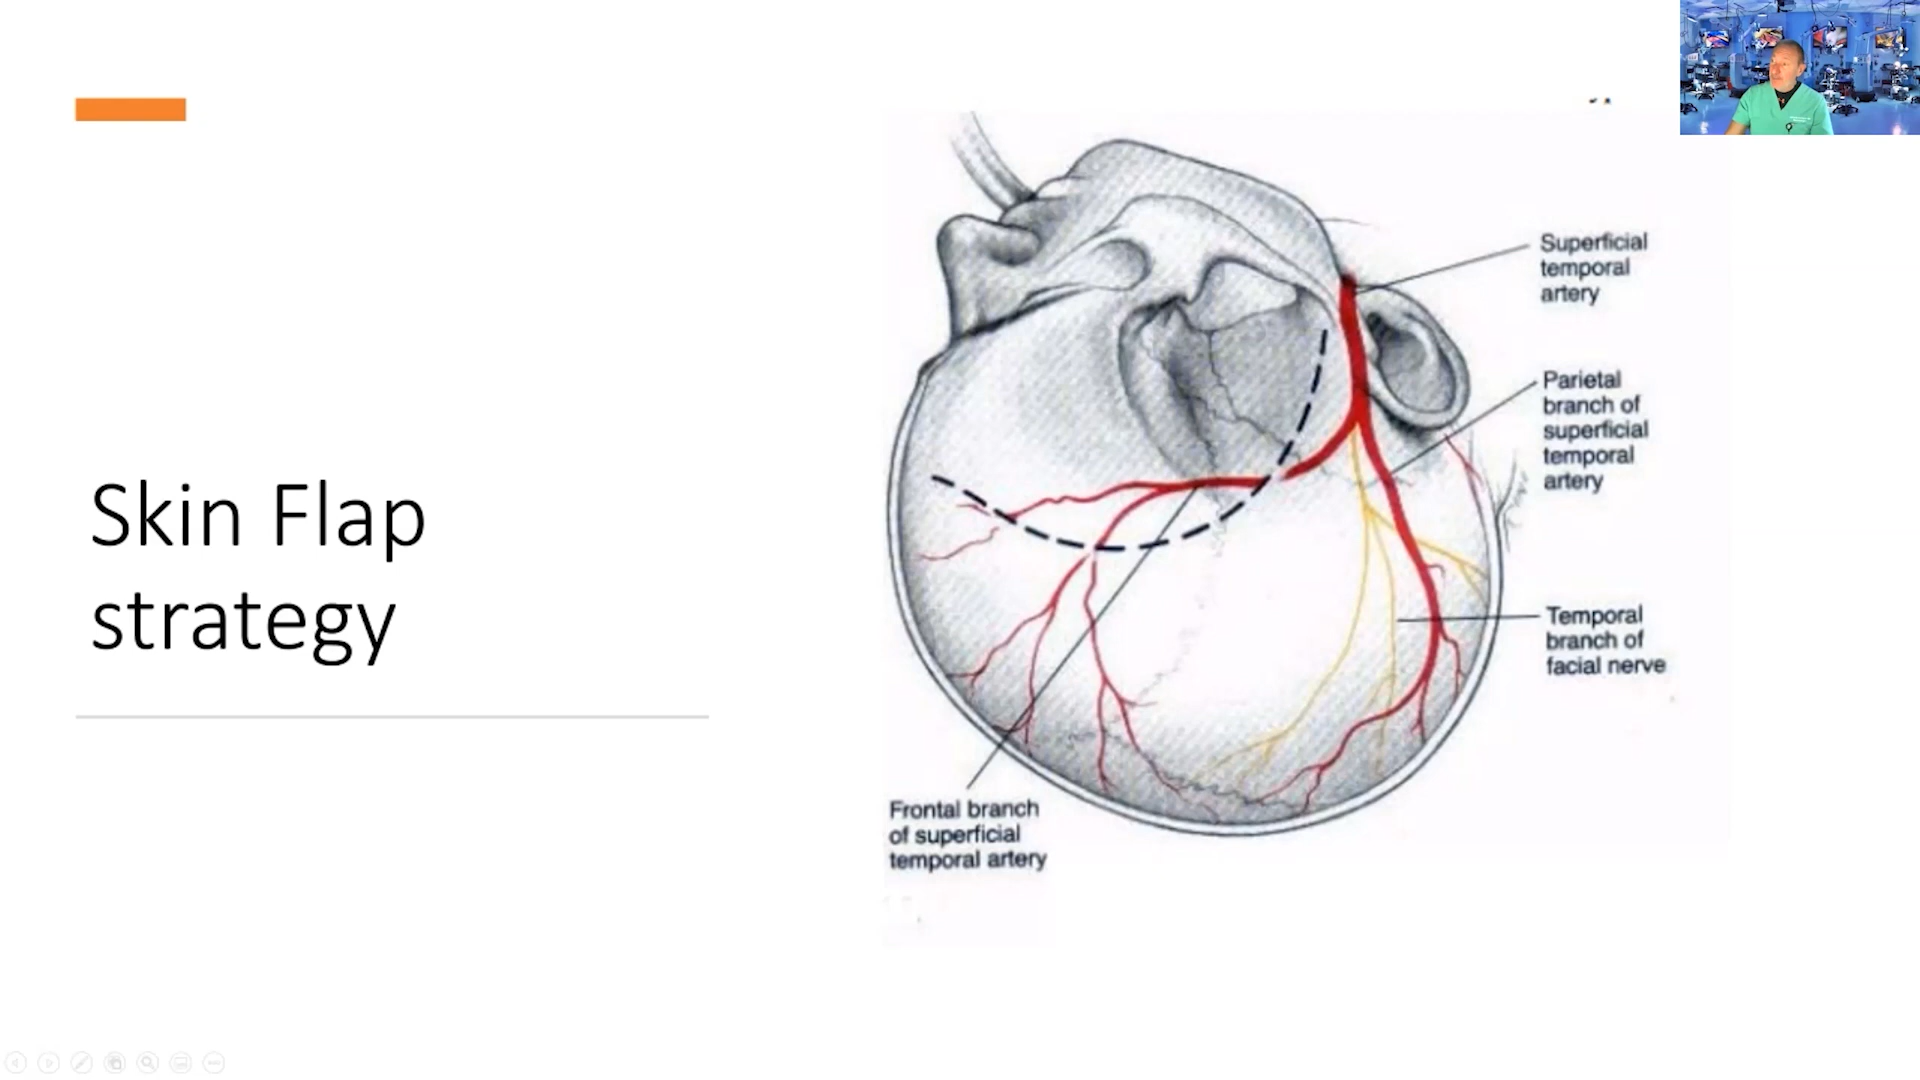 Skin Flap
strategy
Superficial
temporal
artery
Parietal
branch of
superficial
temporal
artery
Temporal
branch of
facial nerve
Frontal branch
of superficial
temporal artery